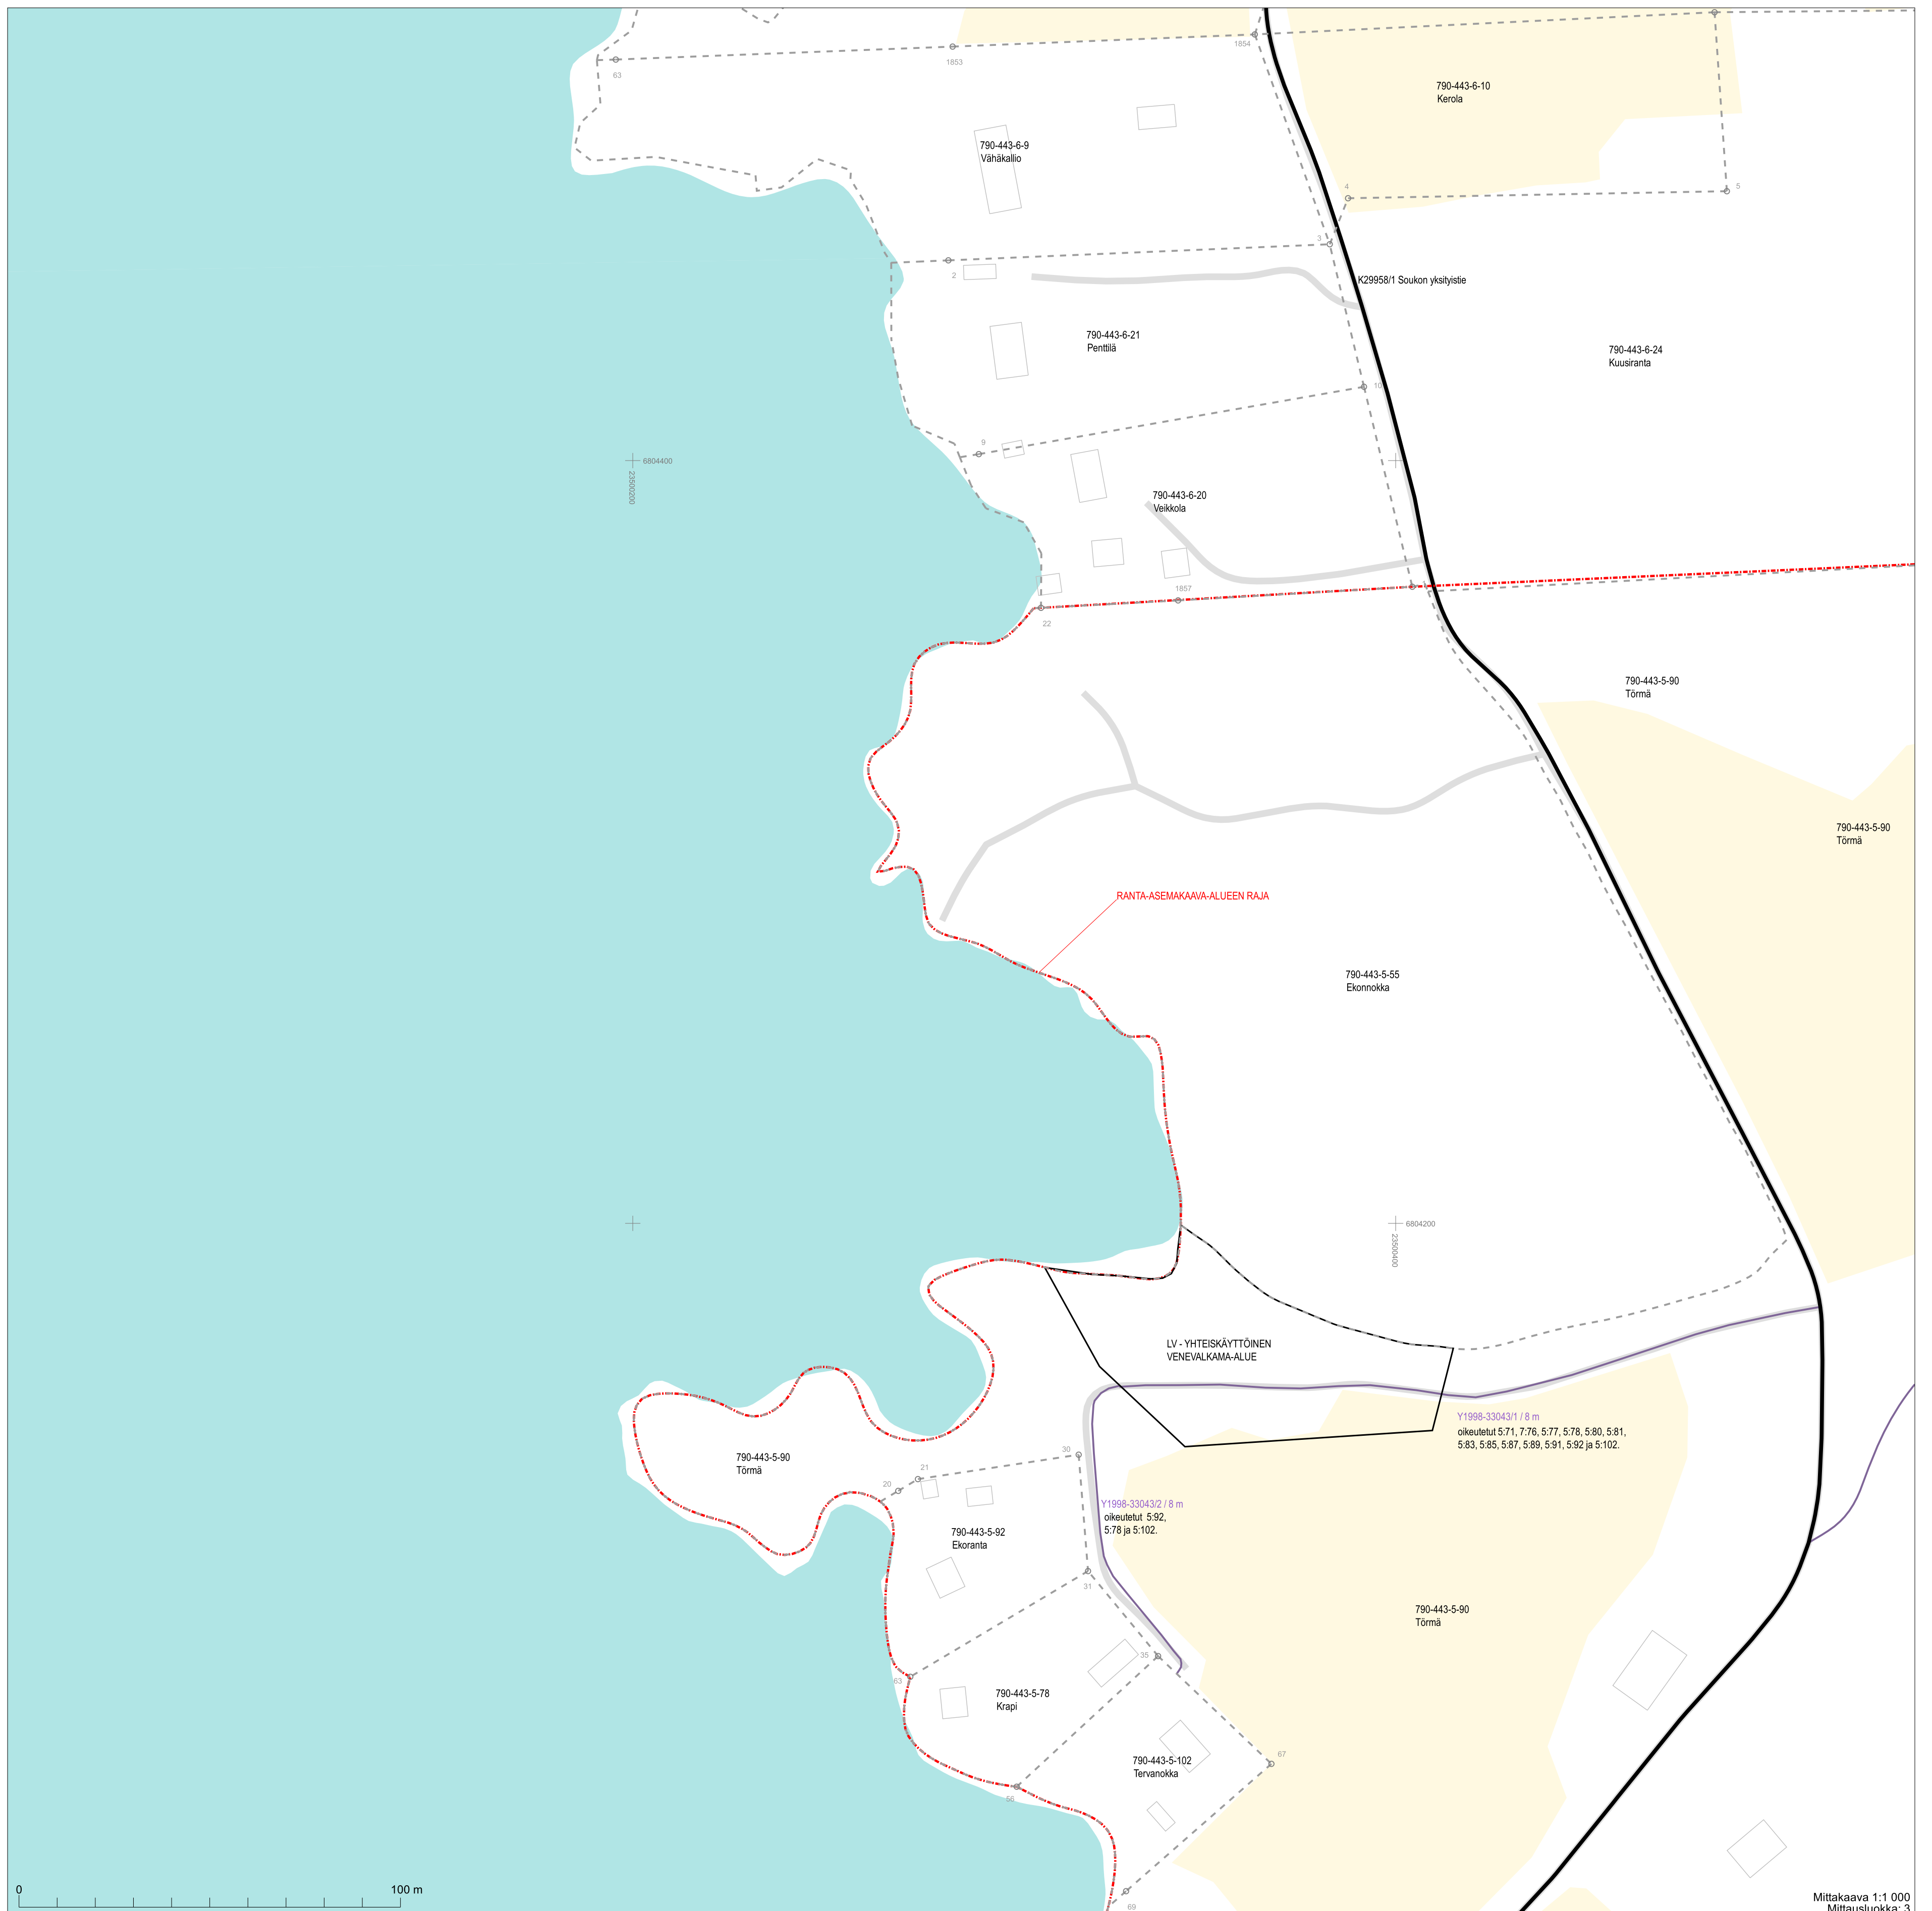 63
1853
1854
790-443-6-10
Kerola
790-443-6-9
Vähäkallio
4
5
3
2
K29958/1 Soukon yksityistie
790-443-6-21
Penttilä
790-443-6-24
Kuusiranta
10
9
6804400
23500200
790-443-6-20
Veikkola
1857
22
790-443-5-90
Törmä
790-443-5-90
Törmä
RANTA-ASEMAKAAVA-ALUEEN RAJA
790-443-5-55
Ekonnokka
6804200
23500400
LV - YHTEISKÄYTTÖINEN
VENEVALKAMA-ALUE
Y1998-33043/1 / 8 m
oikeutetut 5:71, 7:76, 5:77, 5:78, 5:80, 5:81,
5:83, 5:85, 5:87, 5:89, 5:91, 5:92 ja 5:102.
790-443-5-90
Törmä
30
21
20
Y1998-33043/2 / 8 m
oikeutetut 5:92,
5:78 ja 5:102.
790-443-5-92
Ekoranta
31
790-443-5-90
Törmä
35
63
790-443-5-78
Krapi
67
790-443-5-102
Tervanokka
56
69
0
100 m
Mittakaava 1:1 000
Mittausluokka: 3